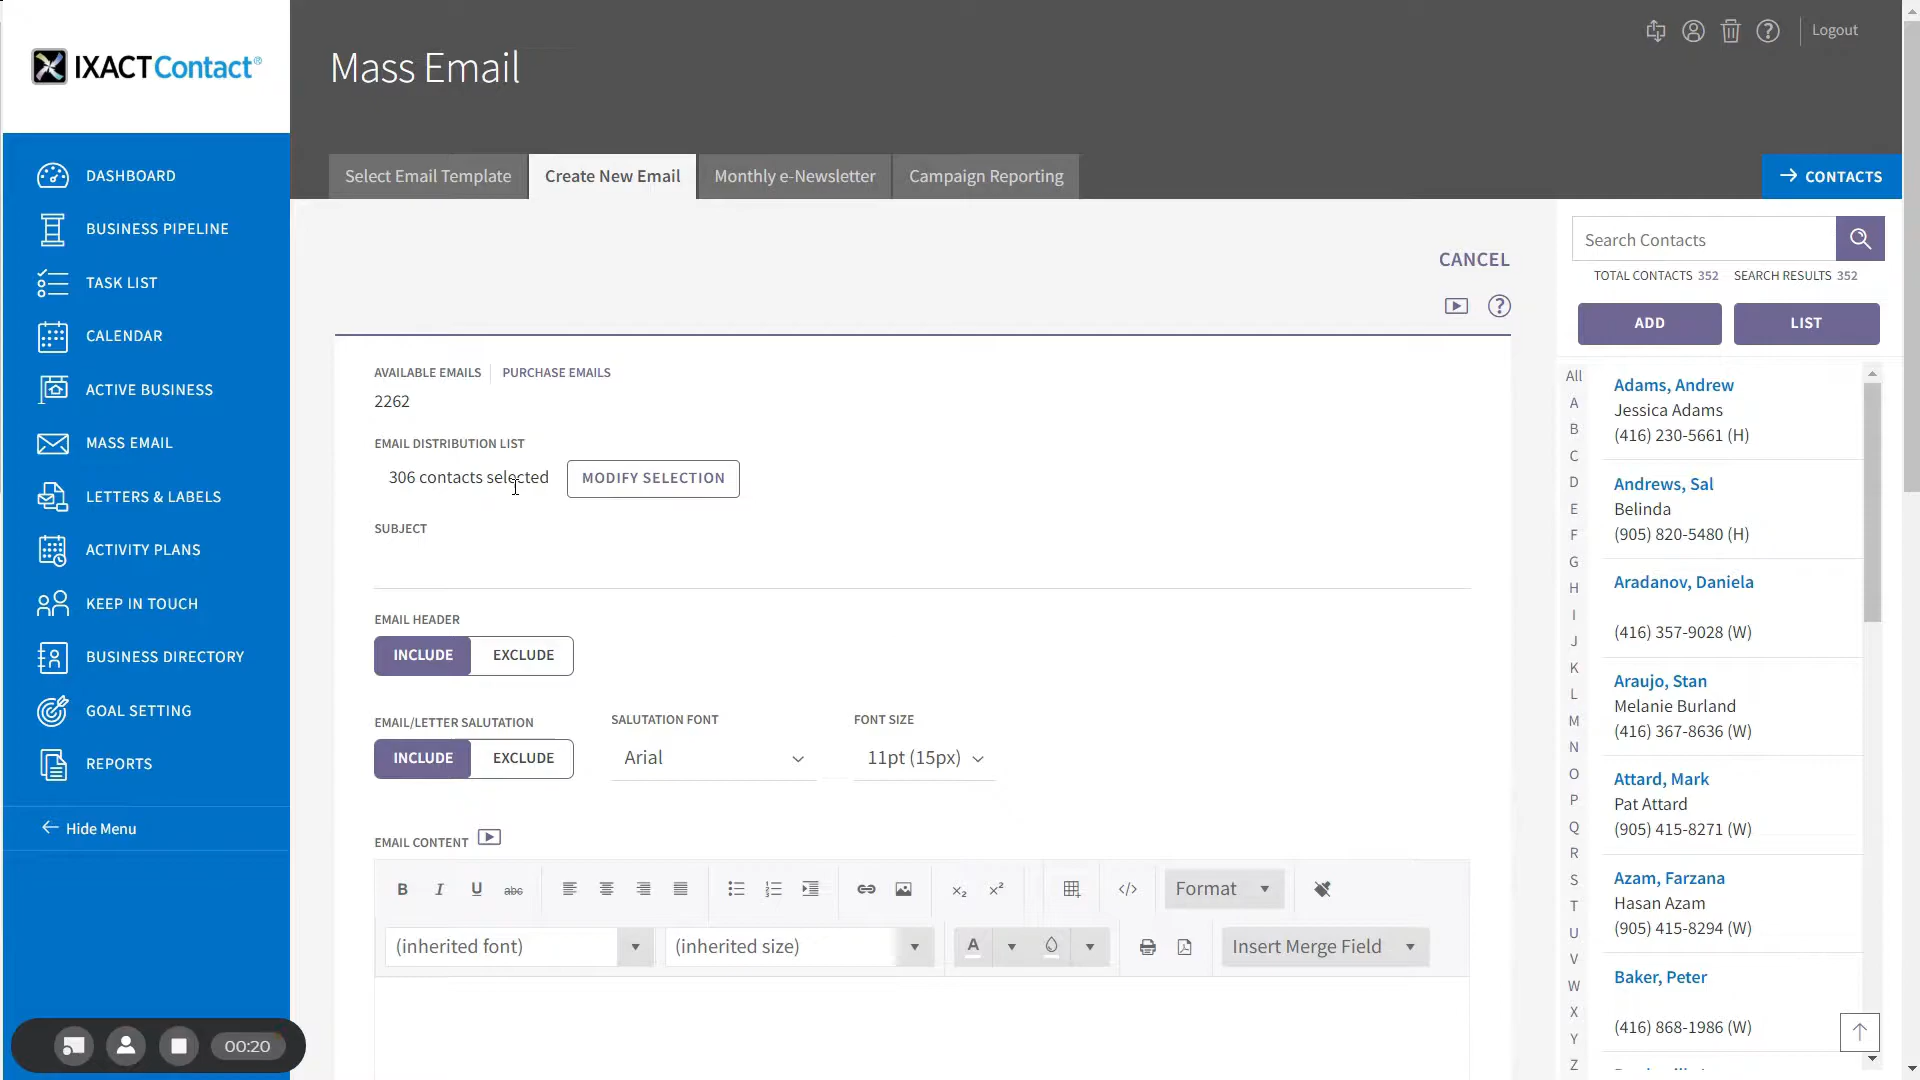 IXACTContact®
DASHBOARD
BUSINESS PIPELINE
TASK LIST
CALENDAR
ACTIVE BUSINESS
MASS EMAIL
LETTERS & LABELS
ACTIVITY PLANS
KEEP IN TOUCH
BUSINESS DIRECTORY
GOAL SETTING
REPORTS
← Hide Menu
00:20
Mass Email
Logout
Select Email Template
Create New Email
Monthly e-Newsletter
Campaign Reporting
→ CONTACTS
CANCEL
AVAILABLE EMAILS PURCHASE EMAILS
2262
EMAIL DISTRIBUTION LIST
306 contacts selected MODIFY SELECTION
SUBJECT
EMAIL HEADER
INCLUDE EXCLUDE
EMAIL/LETTER SALUTATION SALUTATION FONT FONT SIZE
INCLUDE EXCLUDE Arial 11pt (15px)
EMAIL CONTENT
B I U abc x₂ x² </> Format
(inherited font) (inherited size) A Insert Merge Field
Search Contacts
TOTAL CONTACTS 352 SEARCH RESULTS 352
ADD LIST
All
A
B
C
D
E
F
G
H
I
J
K
L
M
N
O
P
Q
R
S
T
U
V
W
X
Y
Z
Adams, Andrew
Jessica Adams
(416) 230-5661 (H)
Andrews, Sal
Belinda
(905) 820-5480 (H)
Aradanov, Daniela
(416) 357-9028 (W)
Araujo, Stan
Melanie Burland
(416) 367-8636 (W)
Attard, Mark
Pat Attard
(905) 415-8271 (W)
Azam, Farzana
Hasan Azam
(905) 415-8294 (W)
Baker, Peter
(416) 868-1986 (W)